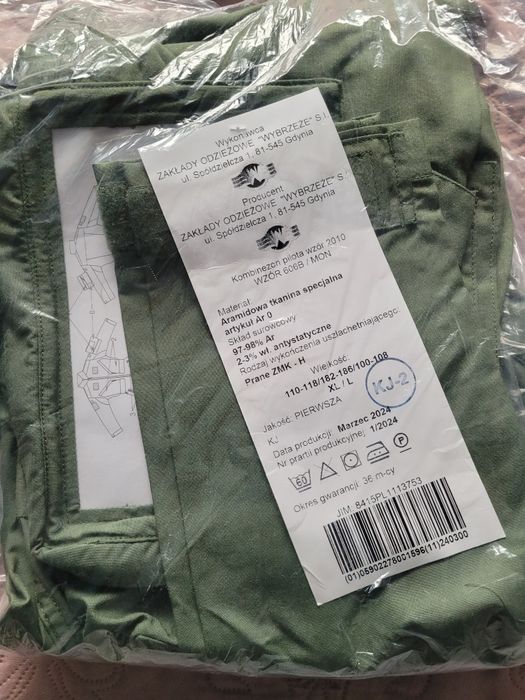 Wykonawca
ZAKŁADY ODZIEŻOWE "WYBRZEŻE" S.J.
ul. Spółdzielcza 1, 81-545 Gdynia
W
Producent
ZAKŁADY ODZIEŻOWE "WYBRZEŻE" S.
ul. Spółdzielcza 1, 81-545 Gdynia
W
Kombinezon pilota wzór 2010
WZÓR 606B / MON
Materiał:
Aramidowa tkanina specjalna
artykuł Ar 0
Skład surowcowy
97-98% Ar
2-3% wł. antystatyczne
Rodzaj wykończenia uszlachetniającego:
Prane ZMK - H
Wielkość
110-118/182-186/100-108
XL / L
Jakość: PIERWSZA
KJ
KJ-2
Data produkcji: Marzec 2024
Nr partii produkcyjnej: 1/2024
60
P
Okres gwarancji: 36 m-cy
JIM: 8415PL1113753
(01)05902278001596(11)240300